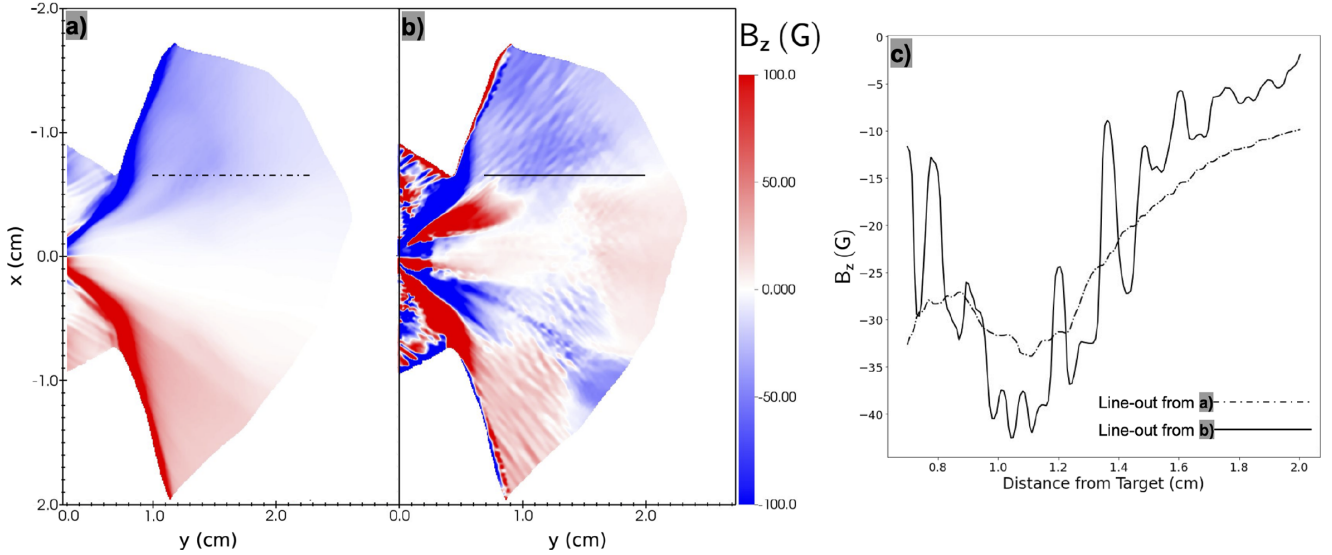 a)
b)
c)
B_z (G)
-2.0
-1.0
0.0
-1.0
2.0
x (cm)
0.0
1.0
2.0
y (cm)
0.0
1.0
2.0
y (cm)
100.0
50.00
0.000
-50.00
-100.0
0
−5
−10
−15
−20
−25
−30
−35
−40
B_z (G)
Line-out from a)
Line-out from b)
0.8
1.0
1.2
1.4
1.6
1.8
2.0
Distance from Target (cm)